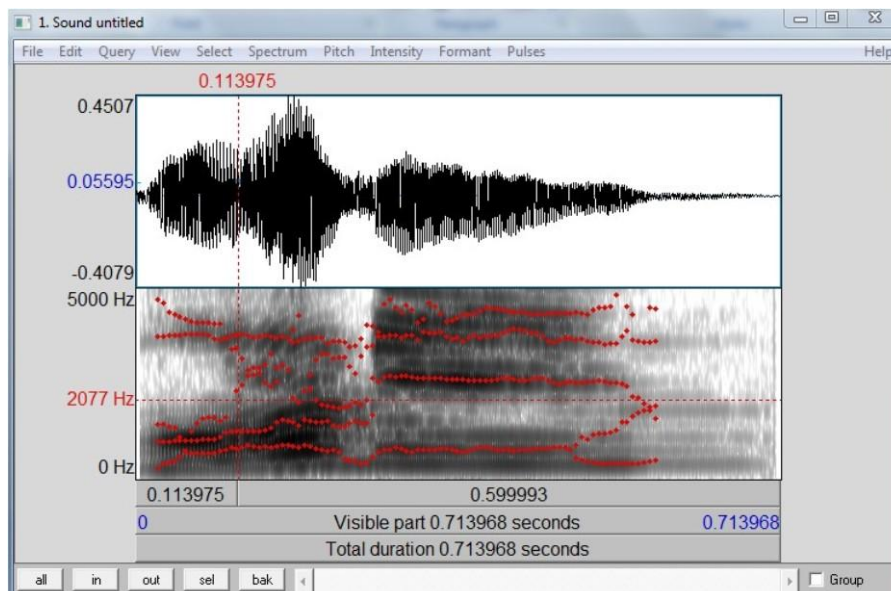 1. Sound untitled
File Edit Query View Select Spectrum Pitch Intensity Formant Pulses Help
0.113975
0.4507
0.05595
-0.4079
5000 Hz
2077 Hz
0 Hz
0.113975 0.599993
0 Visible part 0.713968 seconds 0.713968
Total duration 0.713968 seconds
all in out sel bak Group